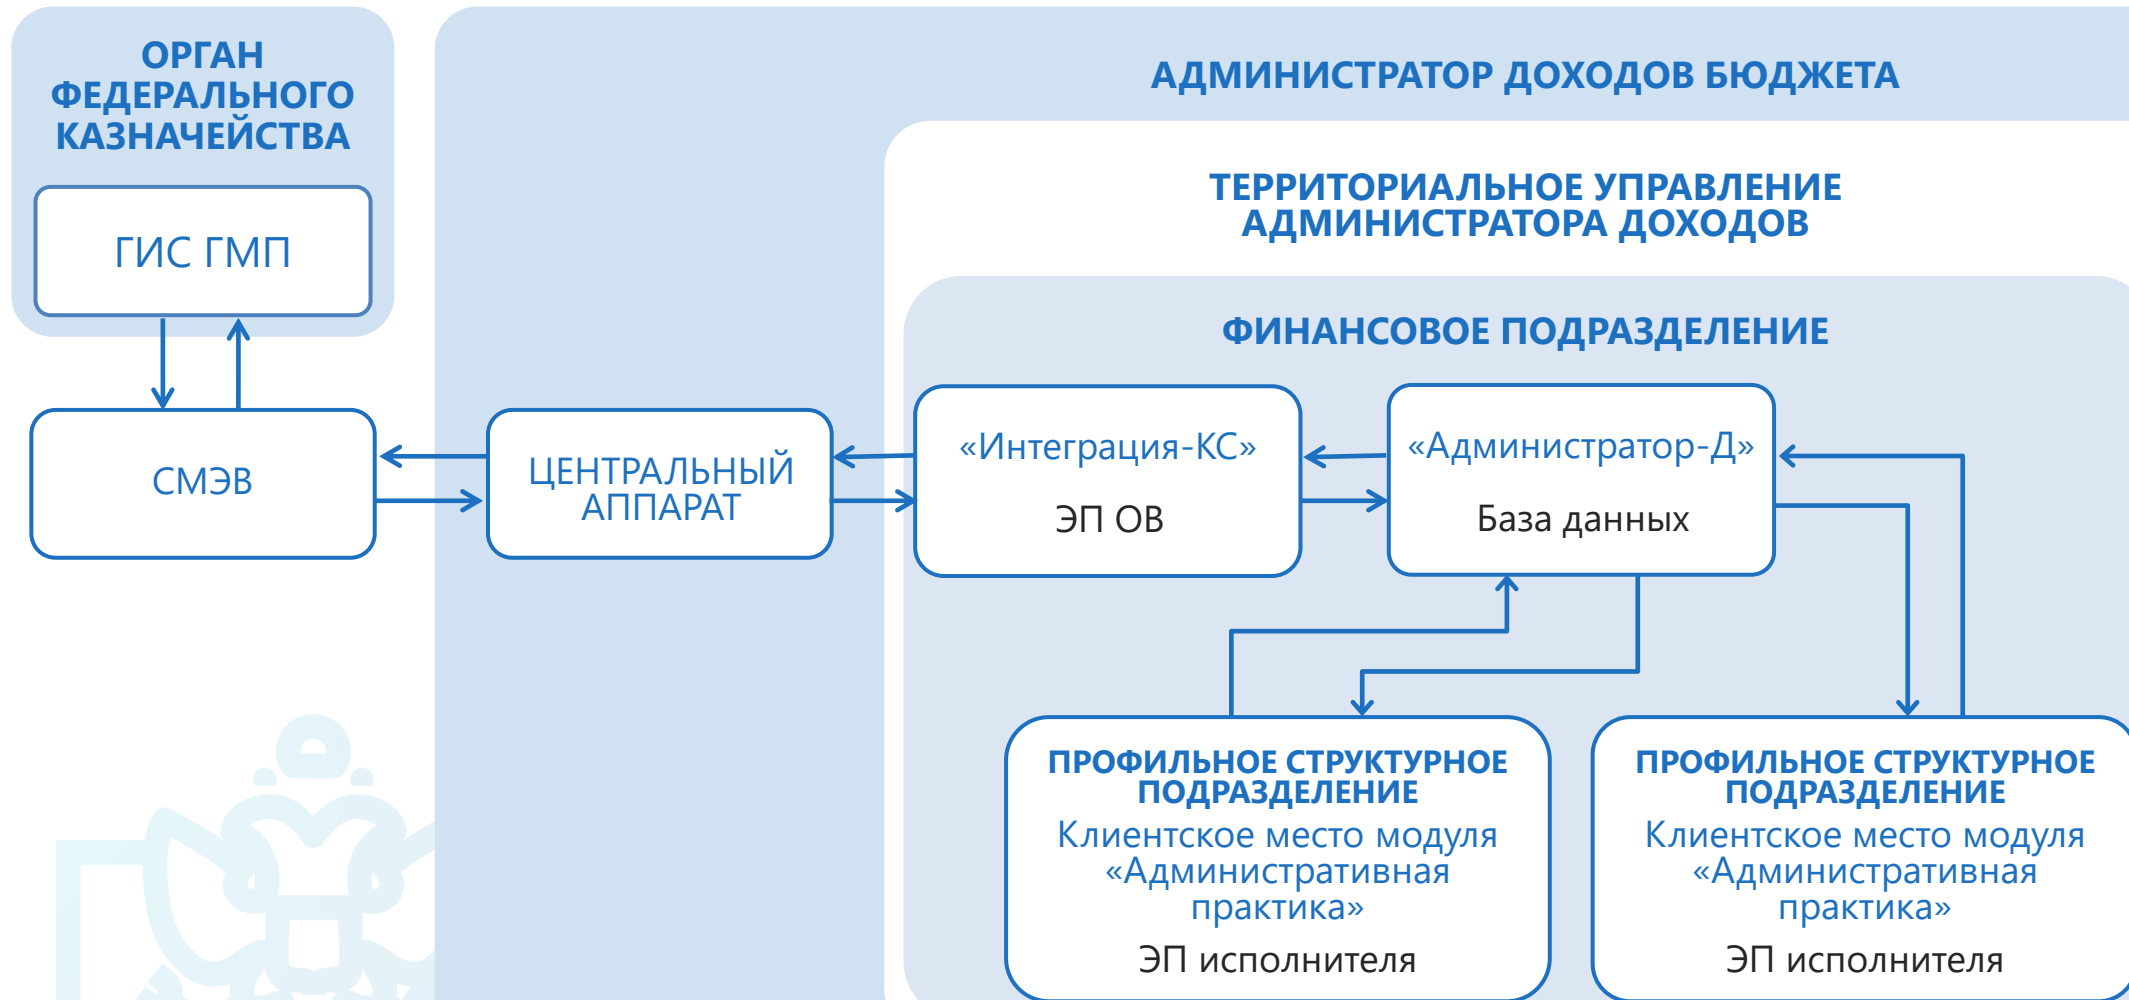 ОРГАН
ФЕДЕРАЛЬНОГО
КАЗНАЧЕЙСТВА
ГИС ГМП
СМЭВ
АДМИНИСТРАТОР ДОХОДОВ БЮДЖЕТА
ТЕРРИТОРИАЛЬНОЕ УПРАВЛЕНИЕ
АДМИНИСТРАТОРА ДОХОДОВ
ФИНАНСОВОЕ ПОДРАЗДЕЛЕНИЕ
ЦЕНТРАЛЬНЫЙ
АППАРАТ
«Интеграция-КС»
ЭП ОВ
«Администратор-Д»
База данных
ПРОФИЛЬНОЕ СТРУКТУРНОЕ
ПОДРАЗДЕЛЕНИЕ
Клиентское место модуля
«Административная
практика»
ЭП исполнителя
ПРОФИЛЬНОЕ СТРУКТУРНОЕ
ПОДРАЗДЕЛЕНИЕ
Клиентское место модуля
«Административная
практика»
ЭП исполнителя